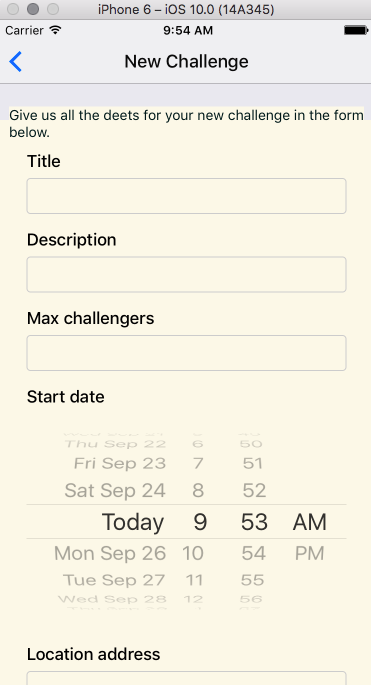 iPhone 6 – iOS 10.0 (14A345)
Carrier 9:54 AM
New Challenge
Give us all the deets for your new challenge in the form
below.
Title
Description
Max challengers
Start date
Thu Sep 22 6 50
Fri Sep 23 7 51
Sat Sep 24 8 52
Today 9 53 AM
Mon Sep 26 10 54 PM
Tue Sep 27 11 55
Wed Sep 28 12 56
Location address